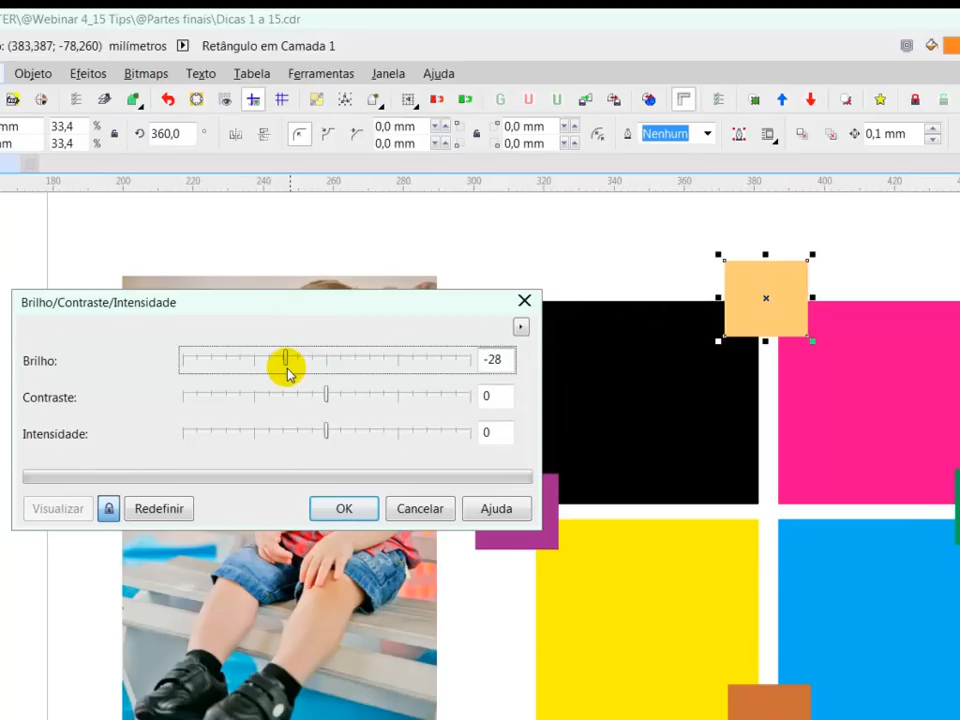 TER\@Webinar 4_15 Tips\@Partes finais\Dicas 1 a 15.cdr
o: (383,387; -78,260) milímetros Retângulo em Camada 1
Objeto Efeitos Bitmaps Texto Tabela Ferramentas Janela Ajuda
mm 33,4 % 360,0 ° 0,0 mm 0,0 mm Nenhum 0,1 mm
mm 33,4 % 0,0 mm 0,0 mm
180 200 220 240 260 280 300 320 340 360 380 400 420
Brilho/Contraste/Intensidade
Brilho: -28
Contraste: 0
Intensidade: 0
Visualizar Redefinir OK Cancelar Ajuda